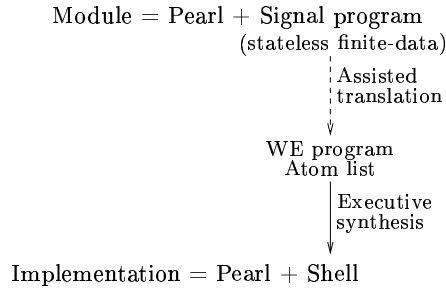 Module = Pearl + Signal program
(stateless finite-data)
Assisted
translation
WE program
Atom list
Executive
synthesis
Implementation = Pearl + Shell